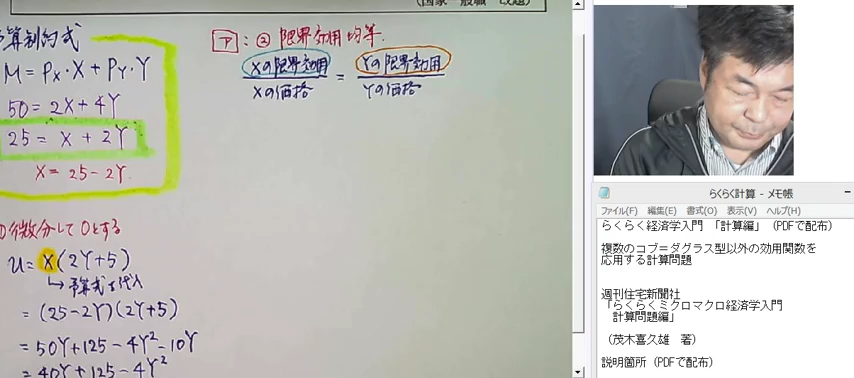 (国家一般職 改題)
算制約式
M = Px・X + PY・Y
50 = 2X + 4Y
25 = X + 2Y
X = 25 - 2Y
の微分して0とする
U = X(2Y+5)
↳ 予算式を代入
= (25-2Y)(2Y+5)
= 50Y + 125 - 4Y² - 10Y
= 40Y + 125 - 4Y²
下 : ② 限界効用均等.
Xの限界効用 / Xの価格 = Yの限界効用 / Yの価格
らくらく計算 - メモ帳
ファイル(F) 編集(E) 書式(O) 表示(V) ヘルプ(H)
らくらく経済学入門 「計算編」(PDFで配布)
複数のコブ=ダグラス型以外の効用関数を
応用する計算問題
週刊住宅新聞社
「らくらくミクロマクロ経済学入門
計算問題編」
(茂木喜久雄 著)
説明箇所(PDFで配布)